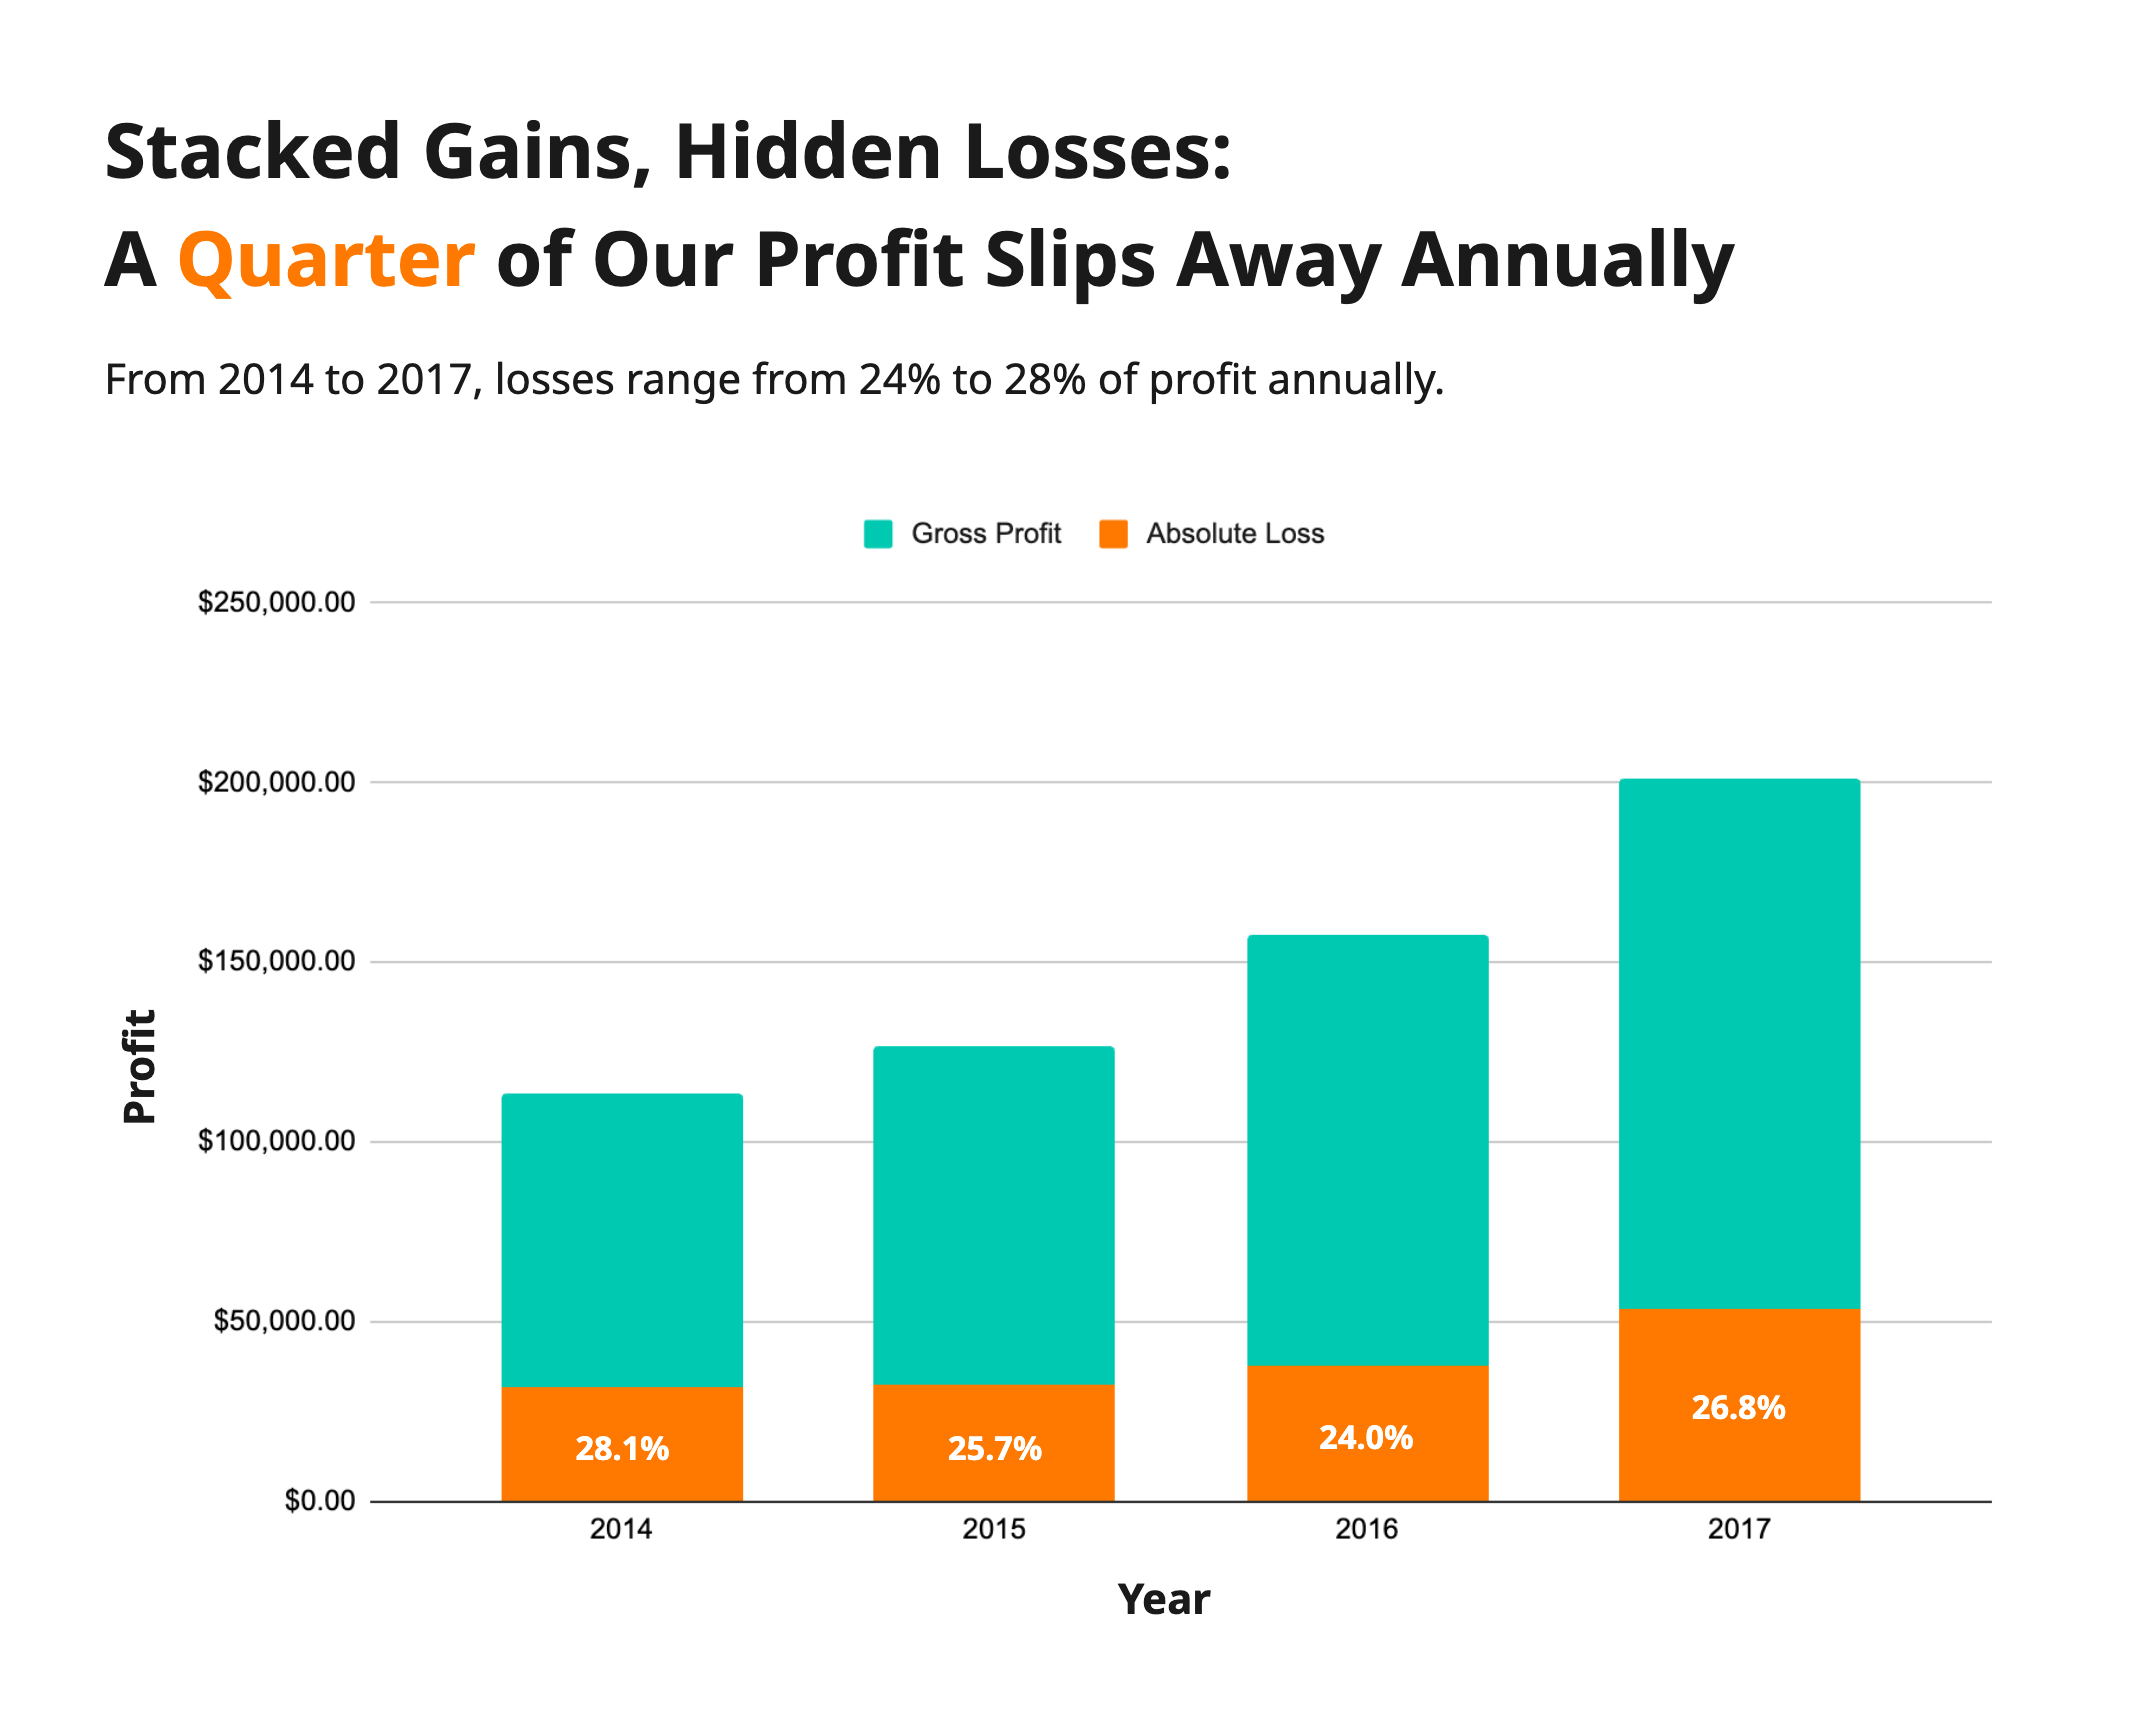 Stacked Gains, Hidden Losses:
A Quarter of Our Profit Slips Away Annually
From 2014 to 2017, losses range from 24% to 28% of profit annually.
Gross Profit
Absolute Loss
$250,000.00
$200,000.00
$150,000.00
$100,000.00
$50,000.00
$0.00
Profit
28.1%
25.7%
24.0%
26.8%
2014
2015
2016
2017
Year